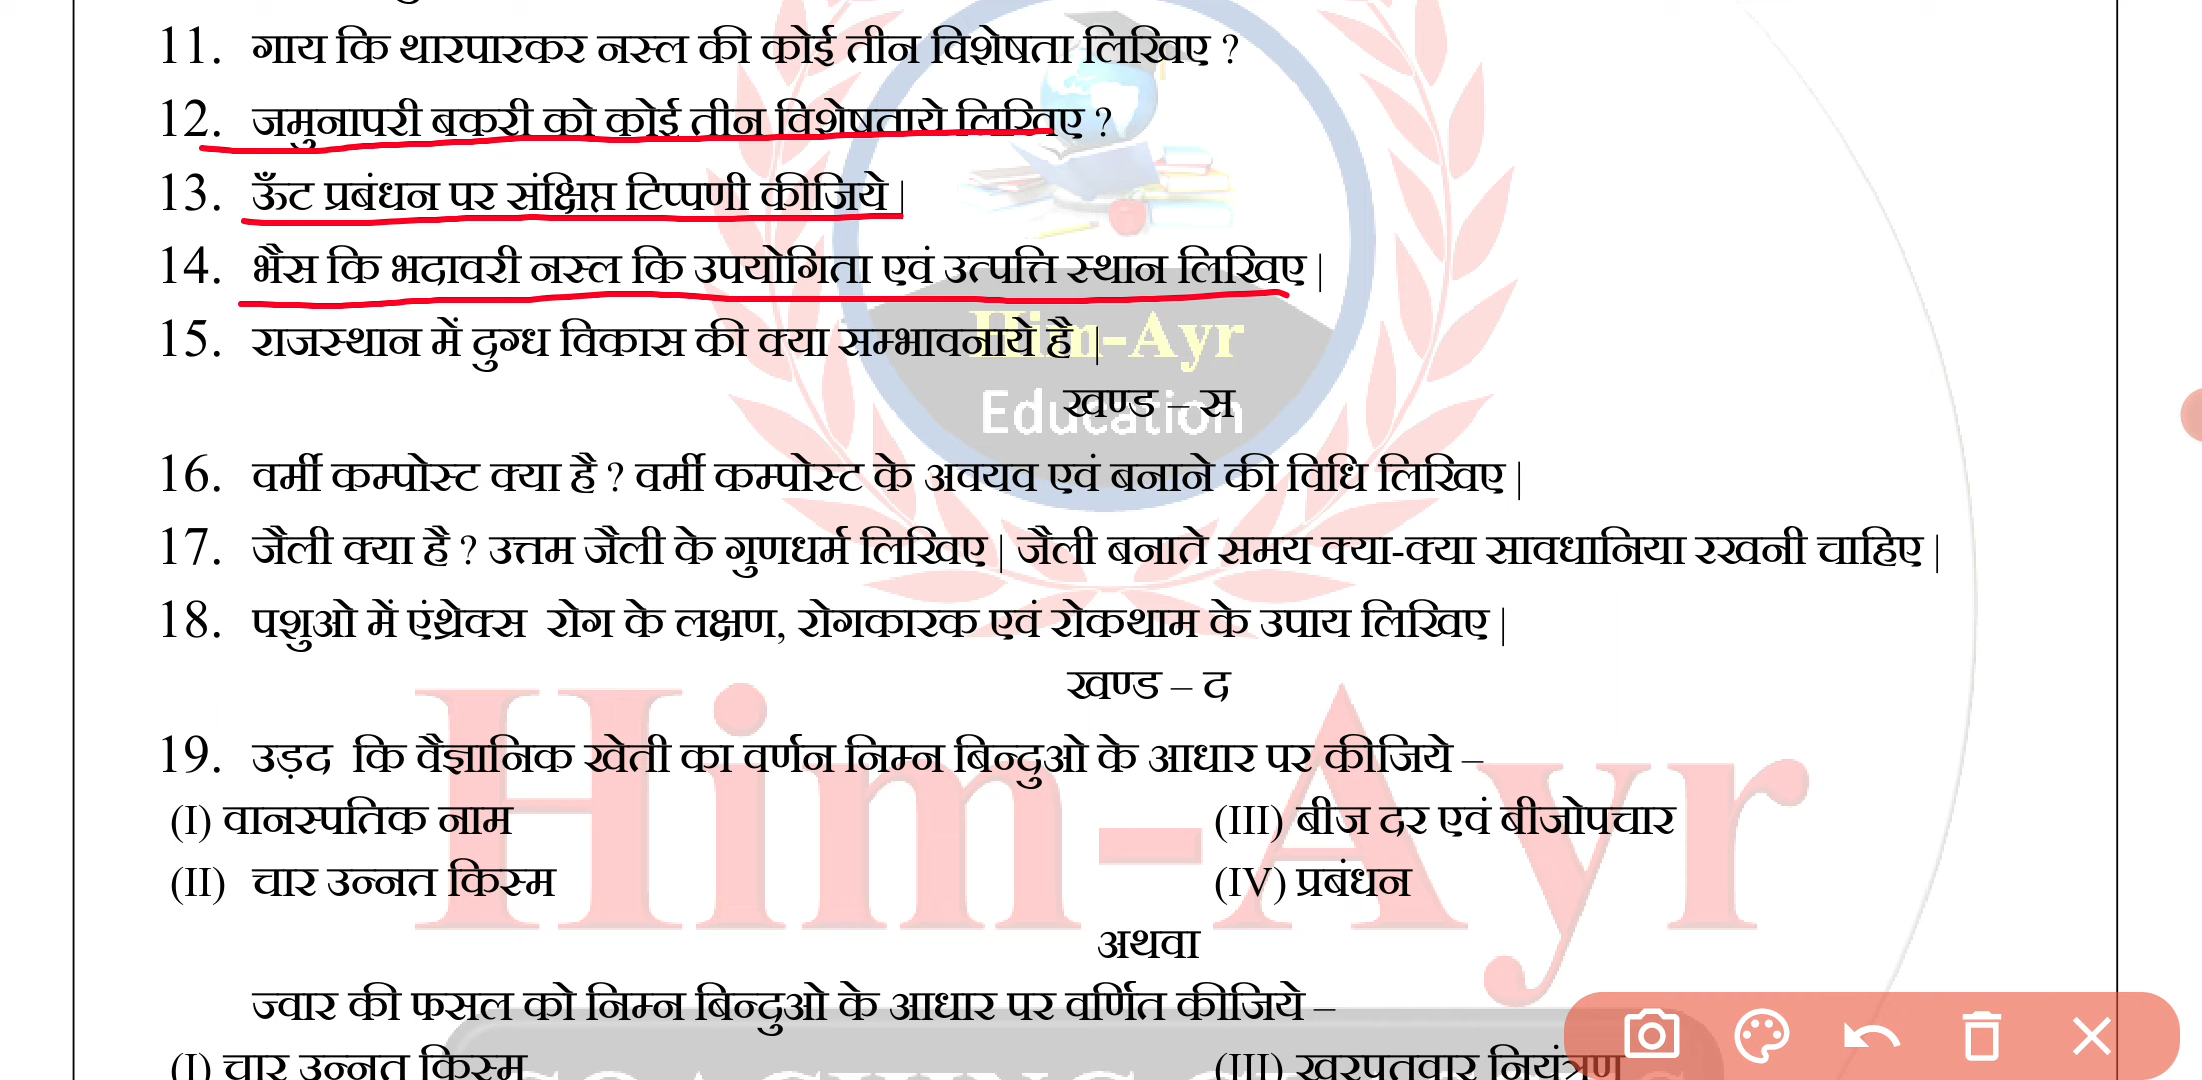 11. गाय कि थारपारकर नस्ल की कोई तीन विशेषता लिखिए ?
12. जमुनापरी बकरी को कोई तीन विशेषताये लिखिए ?
13. ऊँट प्रबंधन पर संक्षिप्त टिप्पणी कीजिये |
14. भैंस कि भदावरी नस्ल कि उपयोगिता एवं उत्पत्ति स्थान लिखिए |
15. राजस्थान में दुग्ध विकास की क्या सम्भावनाये है |
Him-Ayr
Education
खण्ड – स
16. वर्मी कम्पोस्ट क्या है ? वर्मी कम्पोस्ट के अवयव एवं बनाने की विधि लिखिए |
17. जैली क्या है ? उत्तम जैली के गुणधर्म लिखिए | जैली बनाते समय क्या-क्या सावधानिया रखनी चाहिए |
18. पशुओ में एंथ्रेक्स रोग के लक्षण, रोगकारक एवं रोकथाम के उपाय लिखिए |
खण्ड – द
19. उड़द कि वैज्ञानिक खेती का वर्णन निम्न बिन्दुओ के आधार पर कीजिये –
(I) वानस्पतिक नाम (III) बीज दर एवं बीजोपचार
(II) चार उन्नत किस्म (IV) प्रबंधन
Him-Ayr
अथवा
ज्वार की फसल को निम्न बिन्दुओ के आधार पर वर्णित कीजिये –
(I) चार उन्नत किस्म (III) खरपतवार नियंत्रण